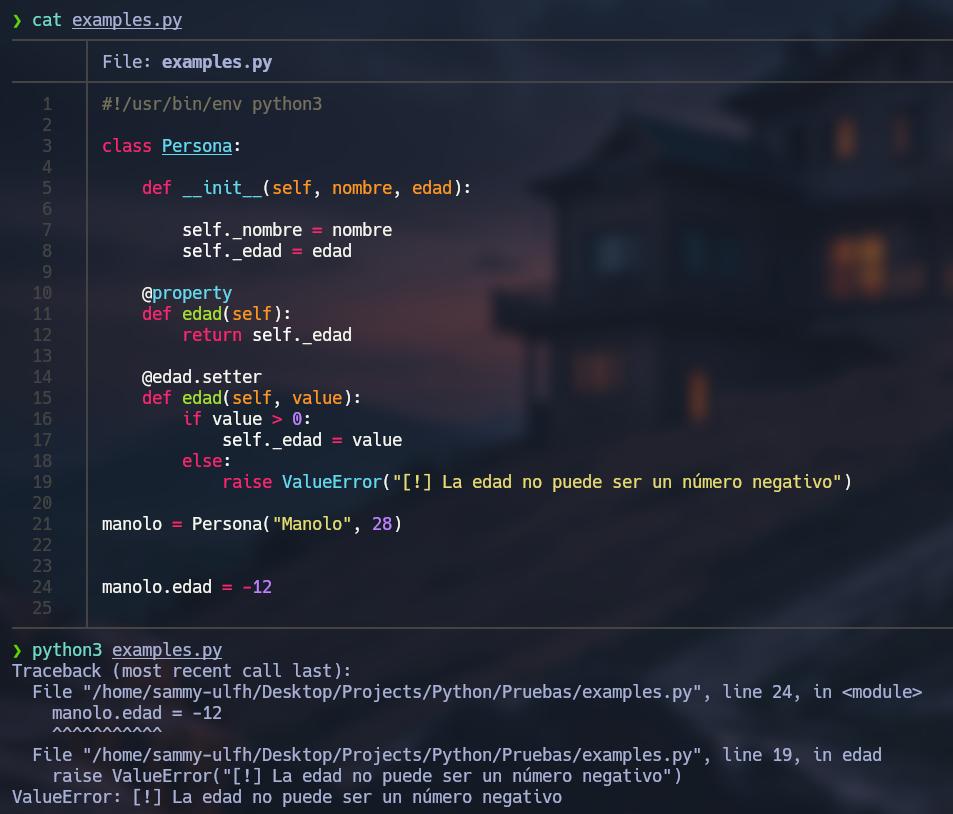 ❯ cat examples.py
File: examples.py
1 #!/usr/bin/env python3
2
3 class Persona:
4
5     def __init__(self, nombre, edad):
6
7         self._nombre = nombre
8         self._edad = edad
9
10     @property
11     def edad(self):
12         return self._edad
13
14     @edad.setter
15     def edad(self, value):
16         if value > 0:
17             self._edad = value
18         else:
19             raise ValueError("[!] La edad no puede ser un número negativo")
20
21 manolo = Persona("Manolo", 28)
22
23
24 manolo.edad = -12
25
❯ python3 examples.py
Traceback (most recent call last):
  File "/home/sammy-ulfh/Desktop/Projects/Python/Pruebas/examples.py", line 24, in <module>
    manolo.edad = -12
    ^^^^^^^^^^^
  File "/home/sammy-ulfh/Desktop/Projects/Python/Pruebas/examples.py", line 19, in edad
    raise ValueError("[!] La edad no puede ser un número negativo")
ValueError: [!] La edad no puede ser un número negativo